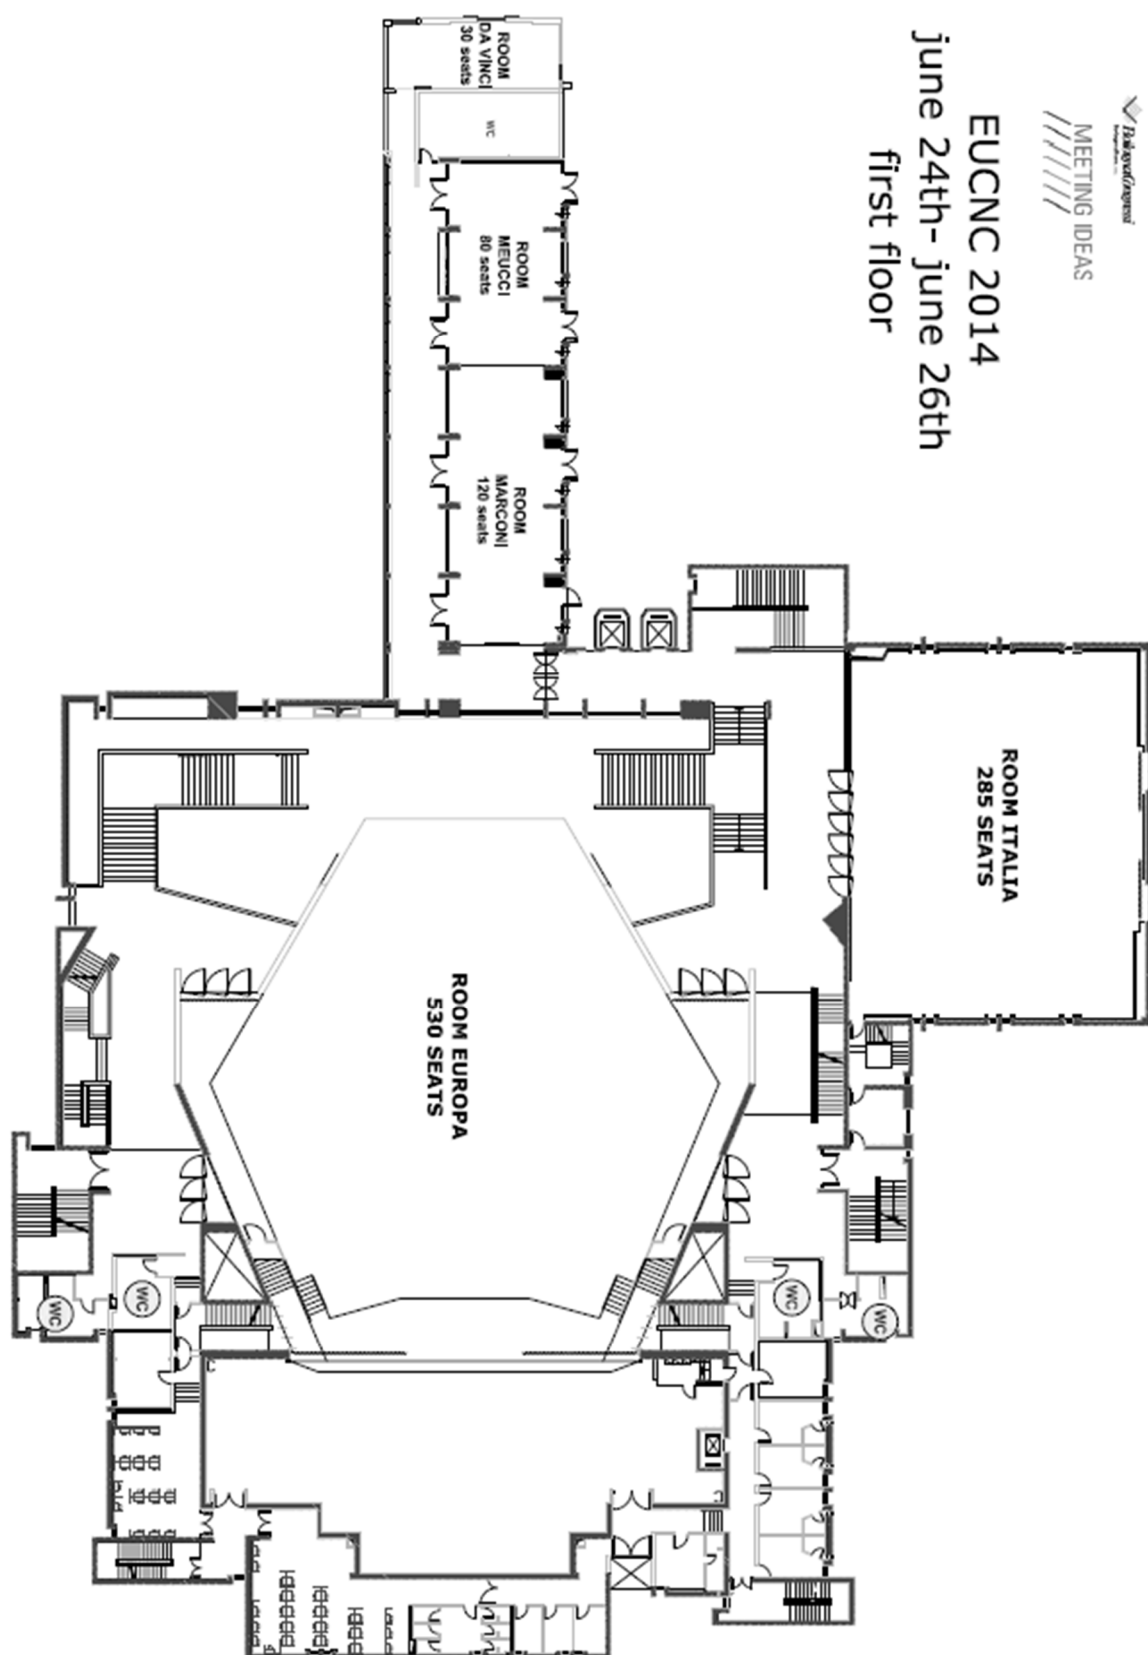 BolognaCongressi
MEETING IDEAS
EUCNC 2014
june 24th- june 26th
first floor
ROOM
DA VINCI
30 seats
WC
ROOM
MEUCCI
80 seats
ROOM
MARCONI
120 seats
ROOM ITALIA
285 SEATS
ROOM EUROPA
530 SEATS
WC
WC
WC
WC